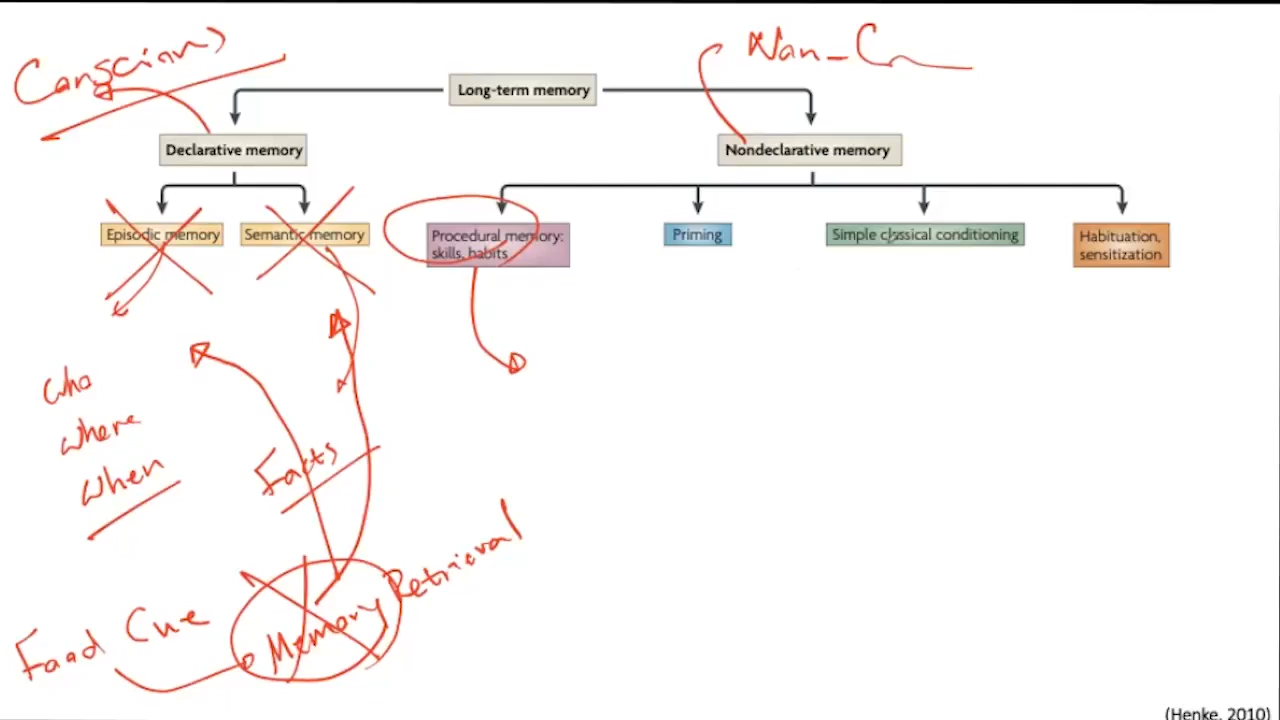 Conscious
Non-C
Long-term memory
Declarative memory
Nondeclarative memory
Episodic memory
Semantic memory
Procedural memory:
skills, habits
Priming
Simple classical conditioning
Habituation,
sensitization
who
where
when
Facts
Food Cue
Memory Retrieval
(Henke, 2010)